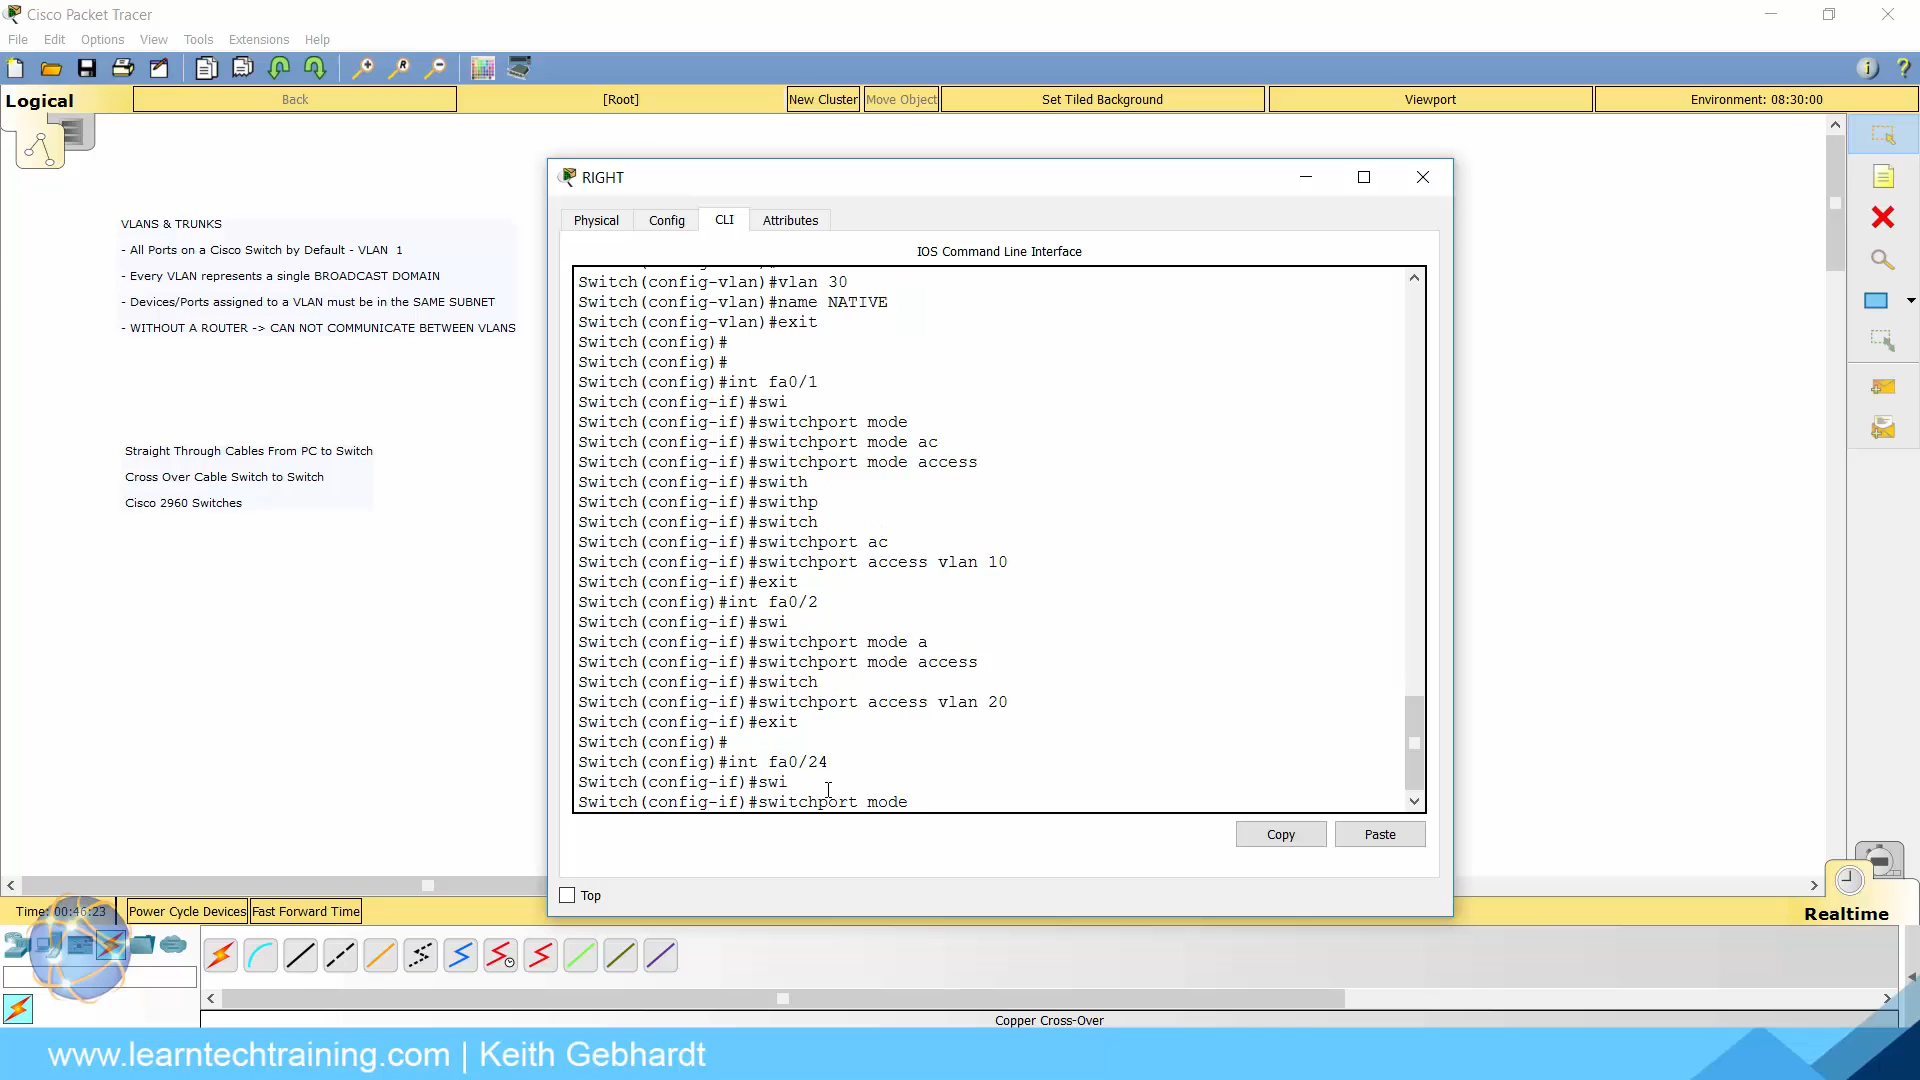 Cisco Packet Tracer
File Edit Options View Tools Extensions Help
Logical
Back
[Root]
New Cluster
Move Object
Set Tiled Background
Viewport
Environment: 08:30:00
VLANS & TRUNKS
- All Ports on a Cisco Switch by Default - VLAN 1
- Every VLAN represents a single BROADCAST DOMAIN
- Devices/Ports assigned to a VLAN must be in the SAME SUBNET
- WITHOUT A ROUTER -> CAN NOT COMMUNICATE BETWEEN VLANS
Straight Through Cables From PC to Switch
Cross Over Cable Switch to Switch
Cisco 2960 Switches
RIGHT
Physical Config CLI Attributes
IOS Command Line Interface
Switch(config-vlan)#vlan 30
Switch(config-vlan)#name NATIVE
Switch(config-vlan)#exit
Switch(config)#
Switch(config)#
Switch(config)#int fa0/1
Switch(config-if)#swi
Switch(config-if)#switchport mode
Switch(config-if)#switchport mode ac
Switch(config-if)#switchport mode access
Switch(config-if)#swith
Switch(config-if)#swithp
Switch(config-if)#switch
Switch(config-if)#switchport ac
Switch(config-if)#switchport access vlan 10
Switch(config-if)#exit
Switch(config)#int fa0/2
Switch(config-if)#swi
Switch(config-if)#switchport mode a
Switch(config-if)#switchport mode access
Switch(config-if)#switch
Switch(config-if)#switchport access vlan 20
Switch(config-if)#exit
Switch(config)#
Switch(config)#int fa0/24
Switch(config-if)#swi
Switch(config-if)#switchport mode
Copy
Paste
Top
Time: 00:46:23
Power Cycle Devices
Fast Forward Time
Realtime
Copper Cross-Over
www.learntechtraining.com | Keith Gebhardt